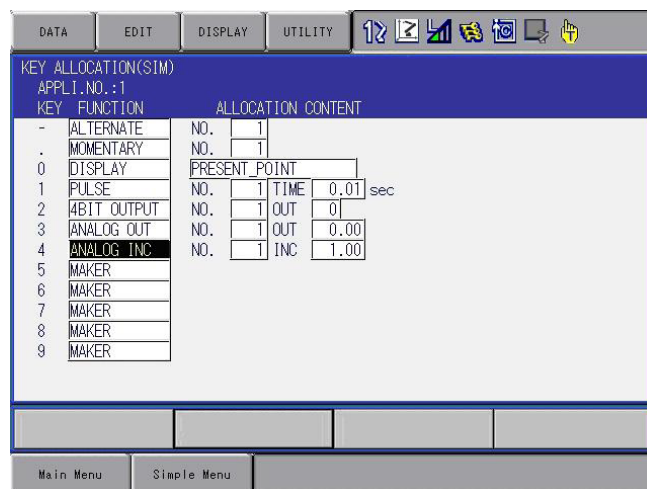 DATA EDIT DISPLAY UTILITY
KEY ALLOCATION(SIM)
APPLI.NO.:1
KEY FUNCTION ALLOCATION CONTENT
- ALTERNATE NO. 1
. MOMENTARY NO. 1
0 DISPLAY PRESENT_POINT
1 PULSE NO. 1 TIME 0.01 sec
2 4BIT OUTPUT NO. 1 OUT 0
3 ANALOG OUT NO. 1 OUT 0.00
4 ANALOG INC NO. 1 INC 1.00
5 MAKER
6 MAKER
7 MAKER
8 MAKER
9 MAKER
Main Menu Simple Menu